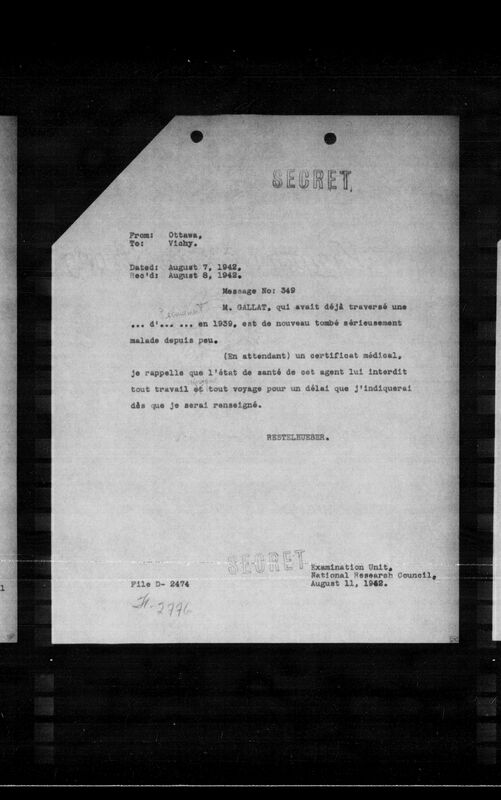 SECRET
From: Ottawa,
To: Vichy.
Dated: August 7, 1942.
Rec'd: August 8, 1942.
Message No: 349
M. GALLAT, qui avait déjà traversé une
... d'... ... en 1939, est de nouveau tombé sérieusement
malade depuis peu.
(En attendant) un certificat médical,
je rappelle que l'état de santé de cet agent lui interdit
tout travail et tout voyage pour un délai que j'indiquerai
dès que je serai renseigné.
RISTELHUEBER.
SECRET
Examination Unit,
National Research Council,
August 11, 1942.
File D- 2474
2796
1